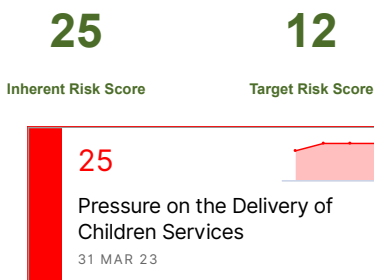 25 12
Inherent Risk Score Target Risk Score
25
Pressure on the Delivery of
Children Services
31 MAR 23